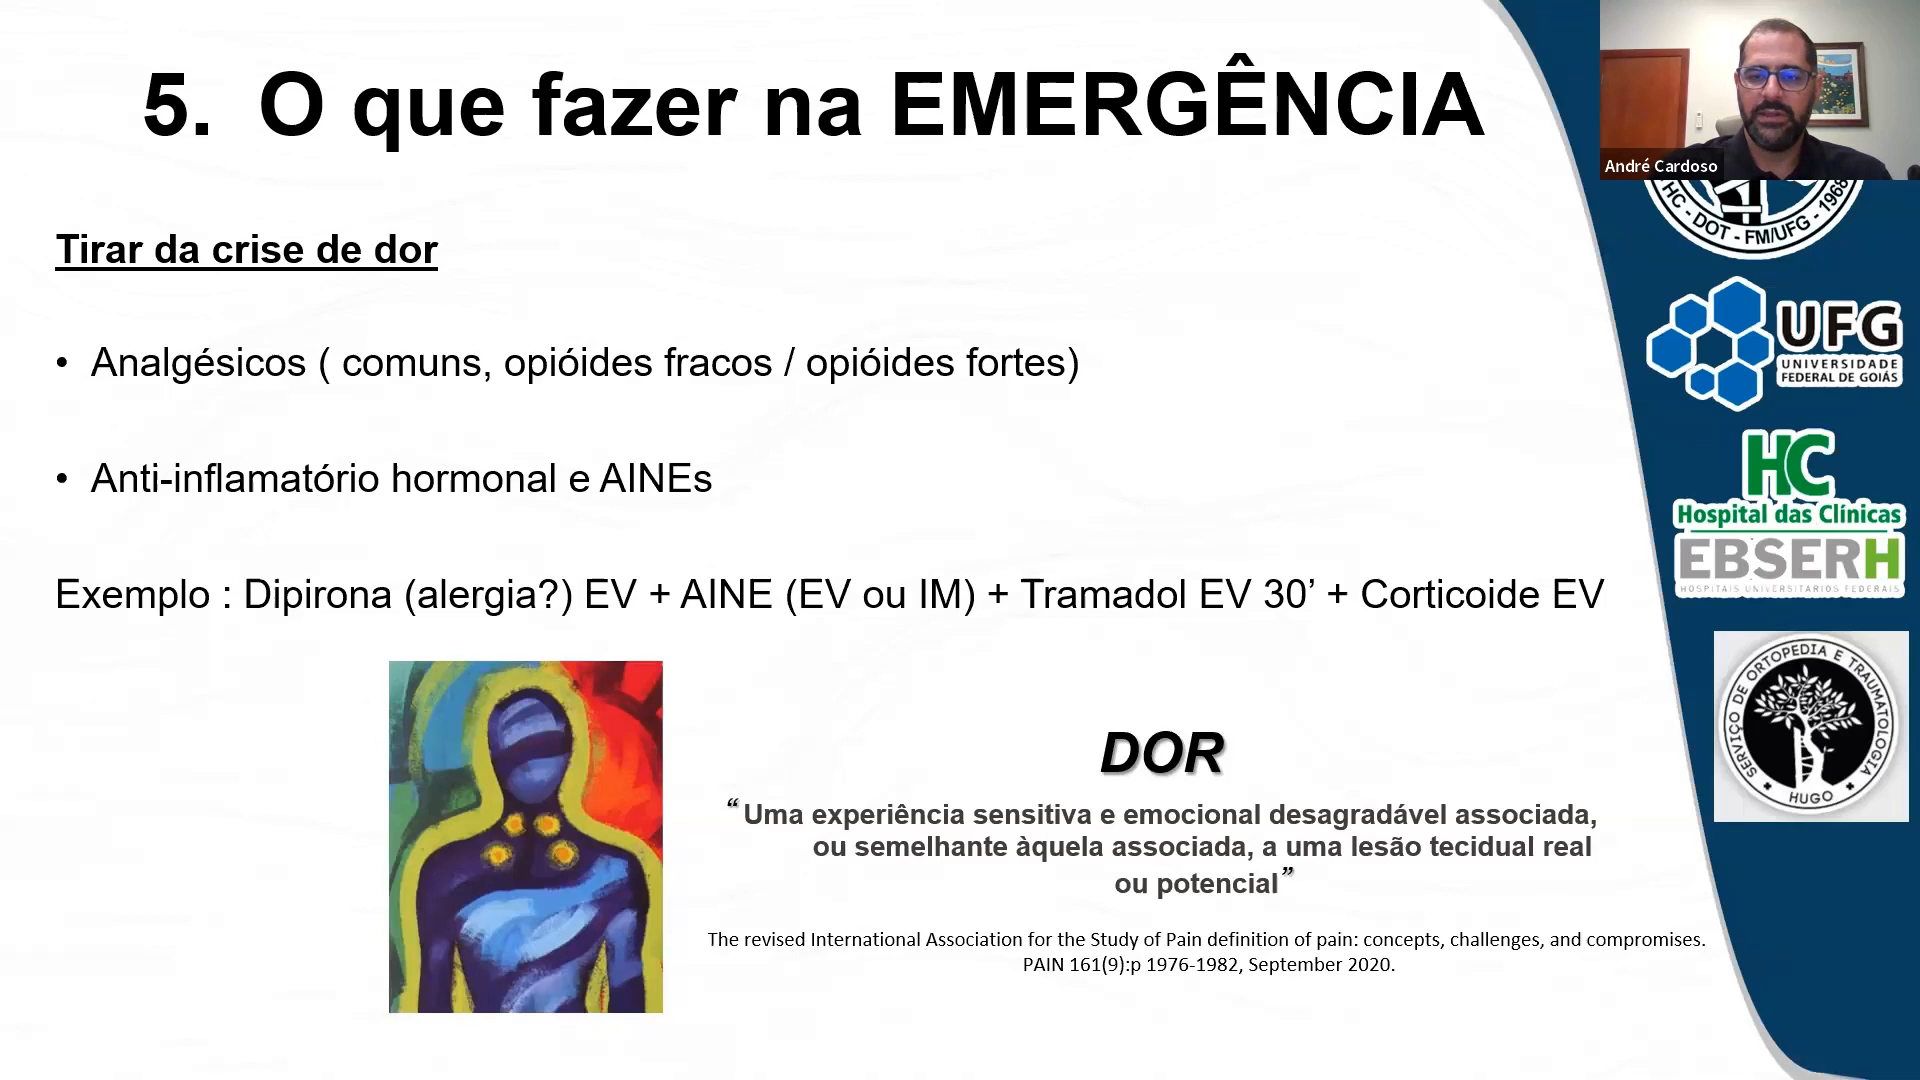 5. O que fazer na EMERGÊNCIA
André Cardoso
HC - DOT - FM/UFG - 1968
Tirar da crise de dor
• Analgésicos ( comuns, opióides fracos / opióides fortes)
• Anti-inflamatório hormonal e AINEs
Exemplo : Dipirona (alergia?) EV + AINE (EV ou IM) + Tramadol EV 30’ + Corticoide EV
DOR
“ Uma experiência sensitiva e emocional desagradável associada,
ou semelhante àquela associada, a uma lesão tecidual real
ou potencial”
The revised International Association for the Study of Pain definition of pain: concepts, challenges, and compromises.
PAIN 161(9):p 1976-1982, September 2020.
UFG
UNIVERSIDADE
FEDERAL DE GOIÁS
HC
Hospital das Clínicas
EBSERH
HOSPITAIS UNIVERSITÁRIOS FEDERAIS
SERVIÇO DE ORTOPEDIA E TRAUMATOLOGIA
HUGO